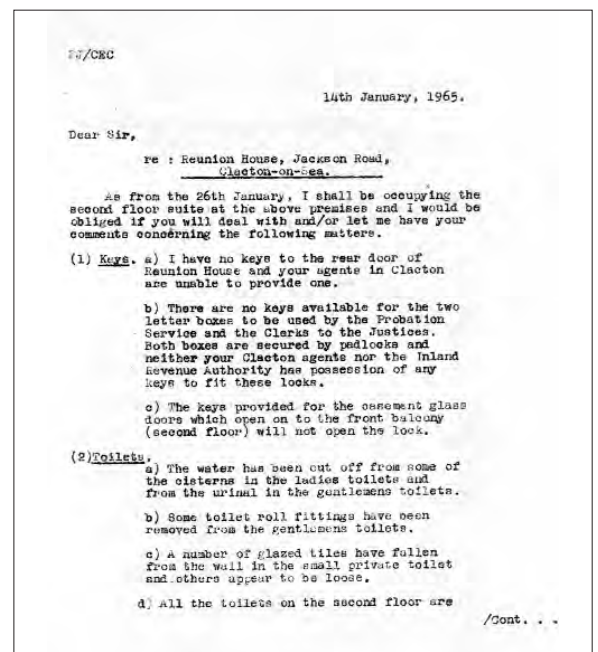 /CEC
14th January, 1965.
Dear Sir,
re : Reunion House, Jackson Road,
Clacton-on-Sea.
As from the 26th January, I shall be occupying the
second floor suite at the above premises and I would be
obliged if you will deal with and/or let me have your
comments concerning the following matters.
(1) Keys. a) I have no keys to the rear door of
Reunion House and your agents in Clacton
are unable to provide one.
b) There are no keys available for the two
letter boxes to be used by the Probation
Service and the Clerks to the Justices.
Both boxes are secured by padlocks and
neither your Clacton agents nor the Inland
Revenue Authority has possession of any
keys to fit these locks.
c) The keys provided for the casement glass
doors which open on to the front balcony
(second floor) will not open the lock.
(2)Toilets.
a) The water has been cut off from some of
the cisterns in the ladies toilets and
from the urinal in the gentlemens toilets.
b) Some toilet roll fittings have been
removed from the gentlemens toilets.
c) A number of glazed tiles have fallen
from the wall in the small private toilet
and others appear to be loose.
d) All the toilets on the second floor are
/Cont. . .